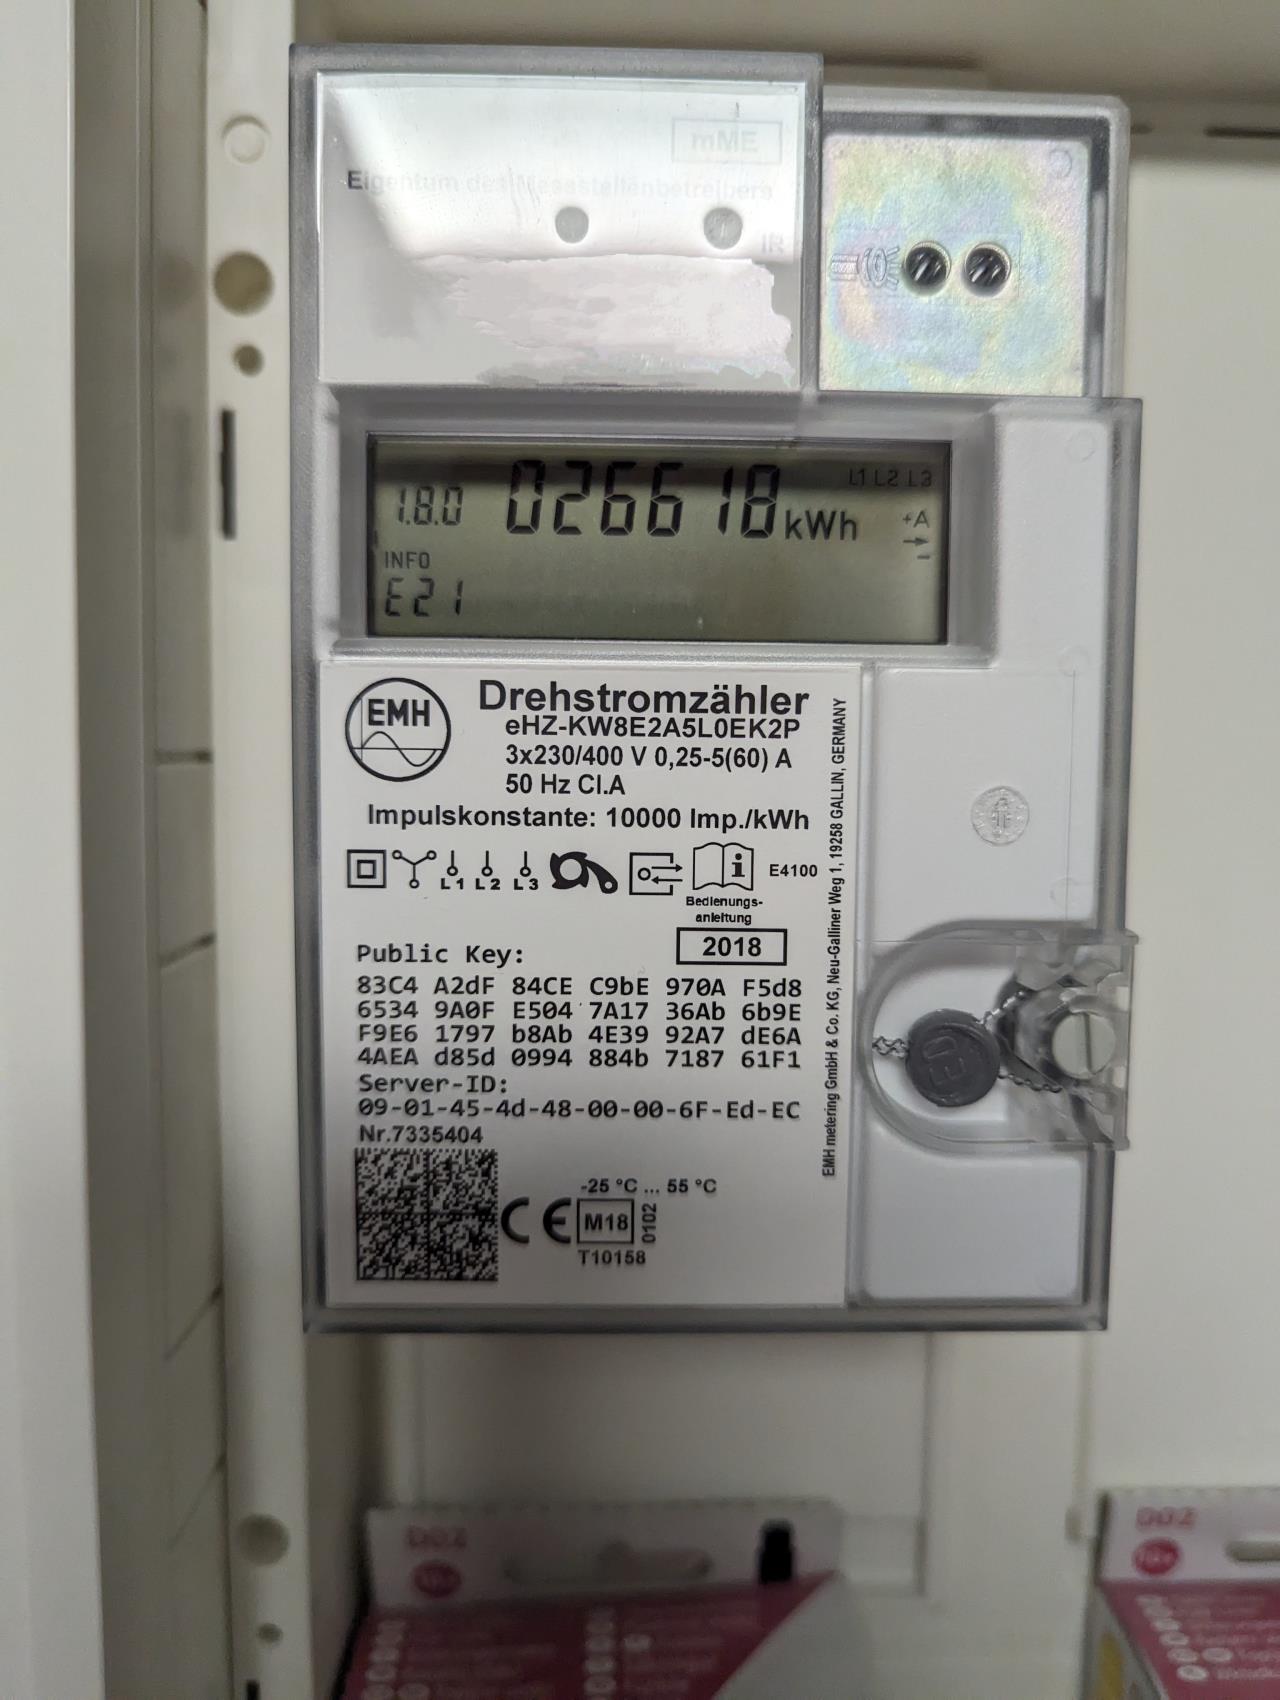 mME
Eigentum des Messstellenbetreibers
IR
1.8.0 026618 kWh
L1 L2 L3
+A
-
INFO
E21
EMH
Drehstromzähler
eHZ-KW8E2A5L0EK2P
3x230/400 V 0,25-5(60) A
50 Hz Cl.A
Impulskonstante: 10000 Imp./kWh
L1 L2 L3
E4100
Bedienungs-
anleitung
2018
Public Key:
83C4 A2dF 84CE C9bE 970A F5d8
6534 9A0F E504 7A17 36Ab 6b9E
F9E6 1797 b8Ab 4E39 92A7 dE6A
4AEA d85d 0994 884b 7187 61F1
Server-ID:
09-01-45-4d-48-00-00-6F-Ed-EC
Nr.7335404
-25 °C ... 55 °C
CE M18 0102
T10158
EMH metering GmbH & Co. KG, Neu-Galliner Weg 1, 19258 GALLIN, GERMANY
ED
D02
D02